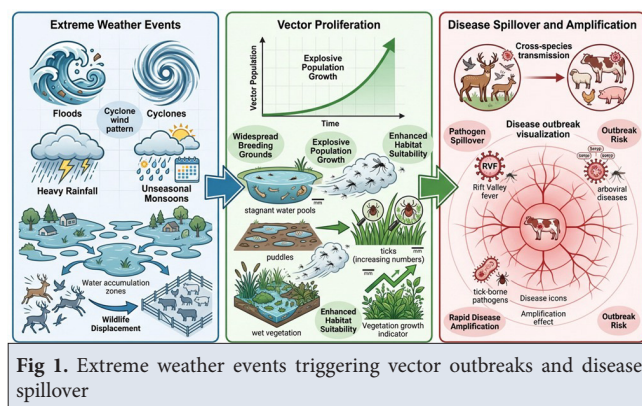 Extreme Weather Events
Floods
Cyclone
wind
pattern
Cyclones
Heavy Rainfall
Unseasonal
Monsoons
Water accumulation
zones
Wildlife
Displacement
Vector Proliferation
Vector Population
Explosive
Population
Growth
Time
Widespread
Breeding
Grounds
Explosive
Population
Growth
Enhanced
Habitat
Suitability
stagnant water pools
mm
puddles
ticks
(increasing numbers)
mm
mm
wet vegetation
Enhanced
Habitat
Suitability
Vegetation growth
indicator
Disease Spillover and Amplification
Cross-species
transmission
Pathogen
Spillover
Disease outbreak
visualization
Outbreak
Risk
RVF
Rift Valley
fever
arboviral
diseases
tick-borne
pathogens
Disease icons
Amplification
effect
Rapid Disease
Amplification
Outbreak
Risk
Fig 1. Extreme weather events triggering vector outbreaks and disease
spillover